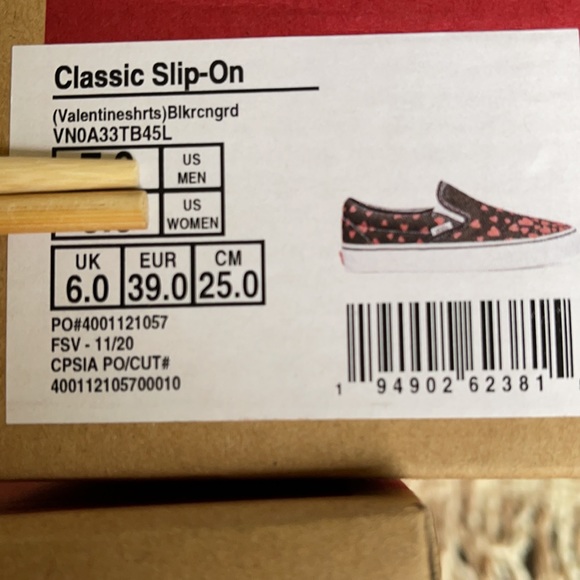 Classic Slip-On
(Valentineshrts)Blkrcngrd
VN0A33TB45L
US
MEN
US
WOMEN
UK EUR CM
6.0 39.0 25.0
PO#4001121057
FSV - 11/20
CPSIA PO/CUT#
400112105700010
1 94902 62381